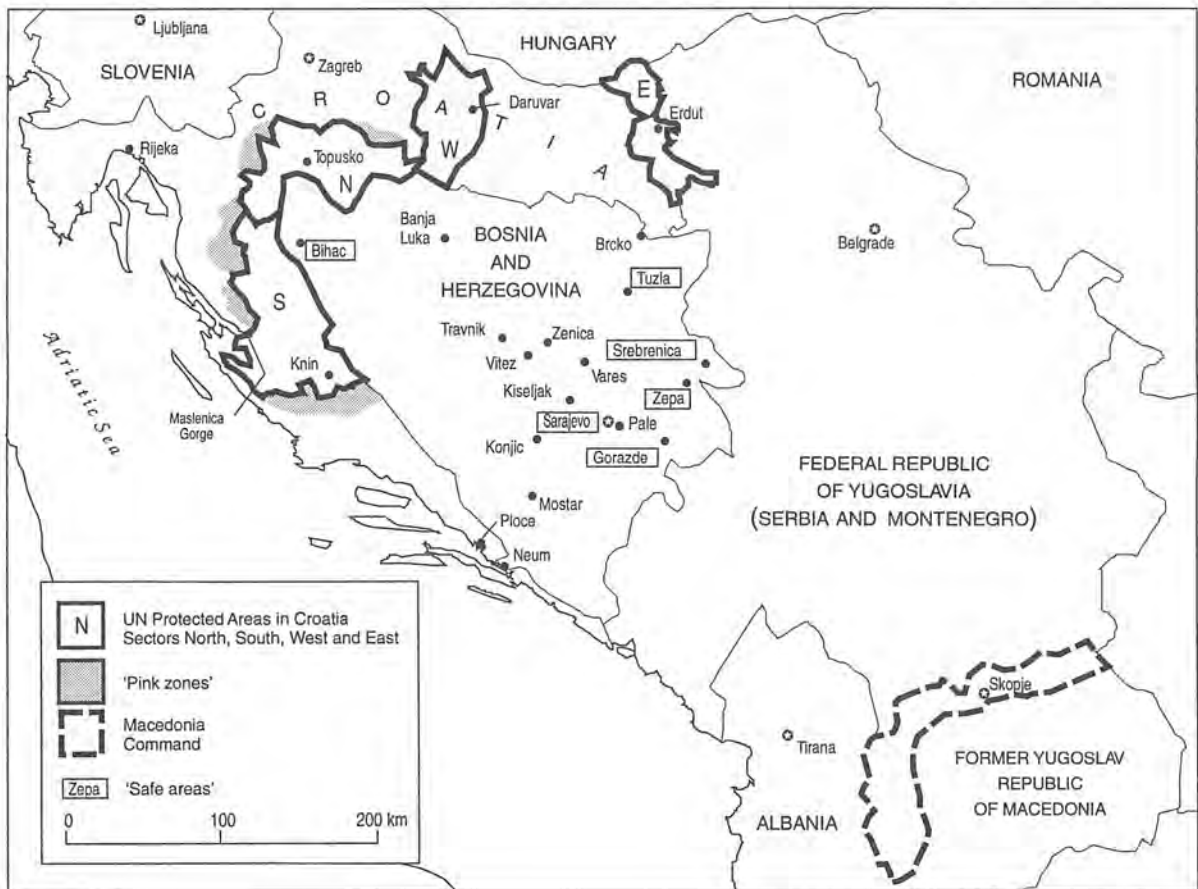 Ljubljana
SLOVENIA
HUNGARY
ROMANIA
Zagreb
CROATIA
W
Daruvar
E
Erdut
Rijeka
Topusko
N
Banja
Luka
BOSNIA
AND
HERZEGOVINA
Brcko
Belgrade
Bihac
Tuzla
S
Travnik
Zenica
Vitez
Srebrenica
Vares
Knin
Kiseljak
Zepa
Adriatic Sea
Maslenica
Gorge
Sarajevo
Pale
Konjic
Gorazde
FEDERAL REPUBLIC
OF YUGOSLAVIA
(SERBIA AND MONTENEGRO)
Mostar
Ploce
Neum
N
UN Protected Areas in Croatia
Sectors North, South, West and East
'Pink zones'
Macedonia
Command
Zepa
'Safe areas'
0 100 200 km
Skopje
Tirana
FORMER YUGOSLAV
REPUBLIC
OF MACEDONIA
ALBANIA